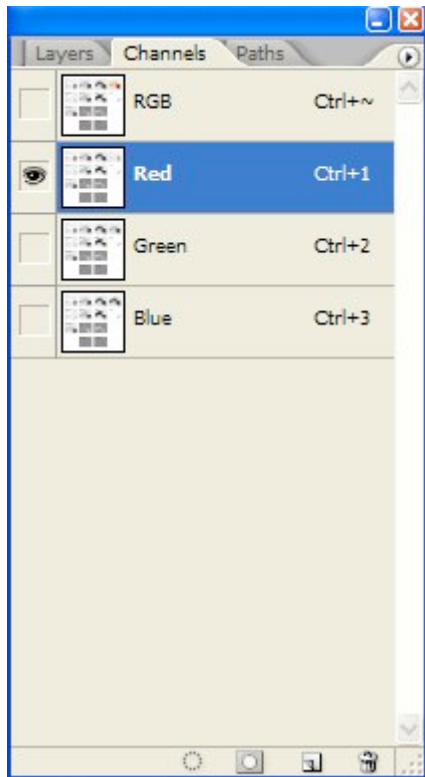 Layers Channels Paths
RGB Ctrl+~
Red Ctrl+1
Green Ctrl+2
Blue Ctrl+3